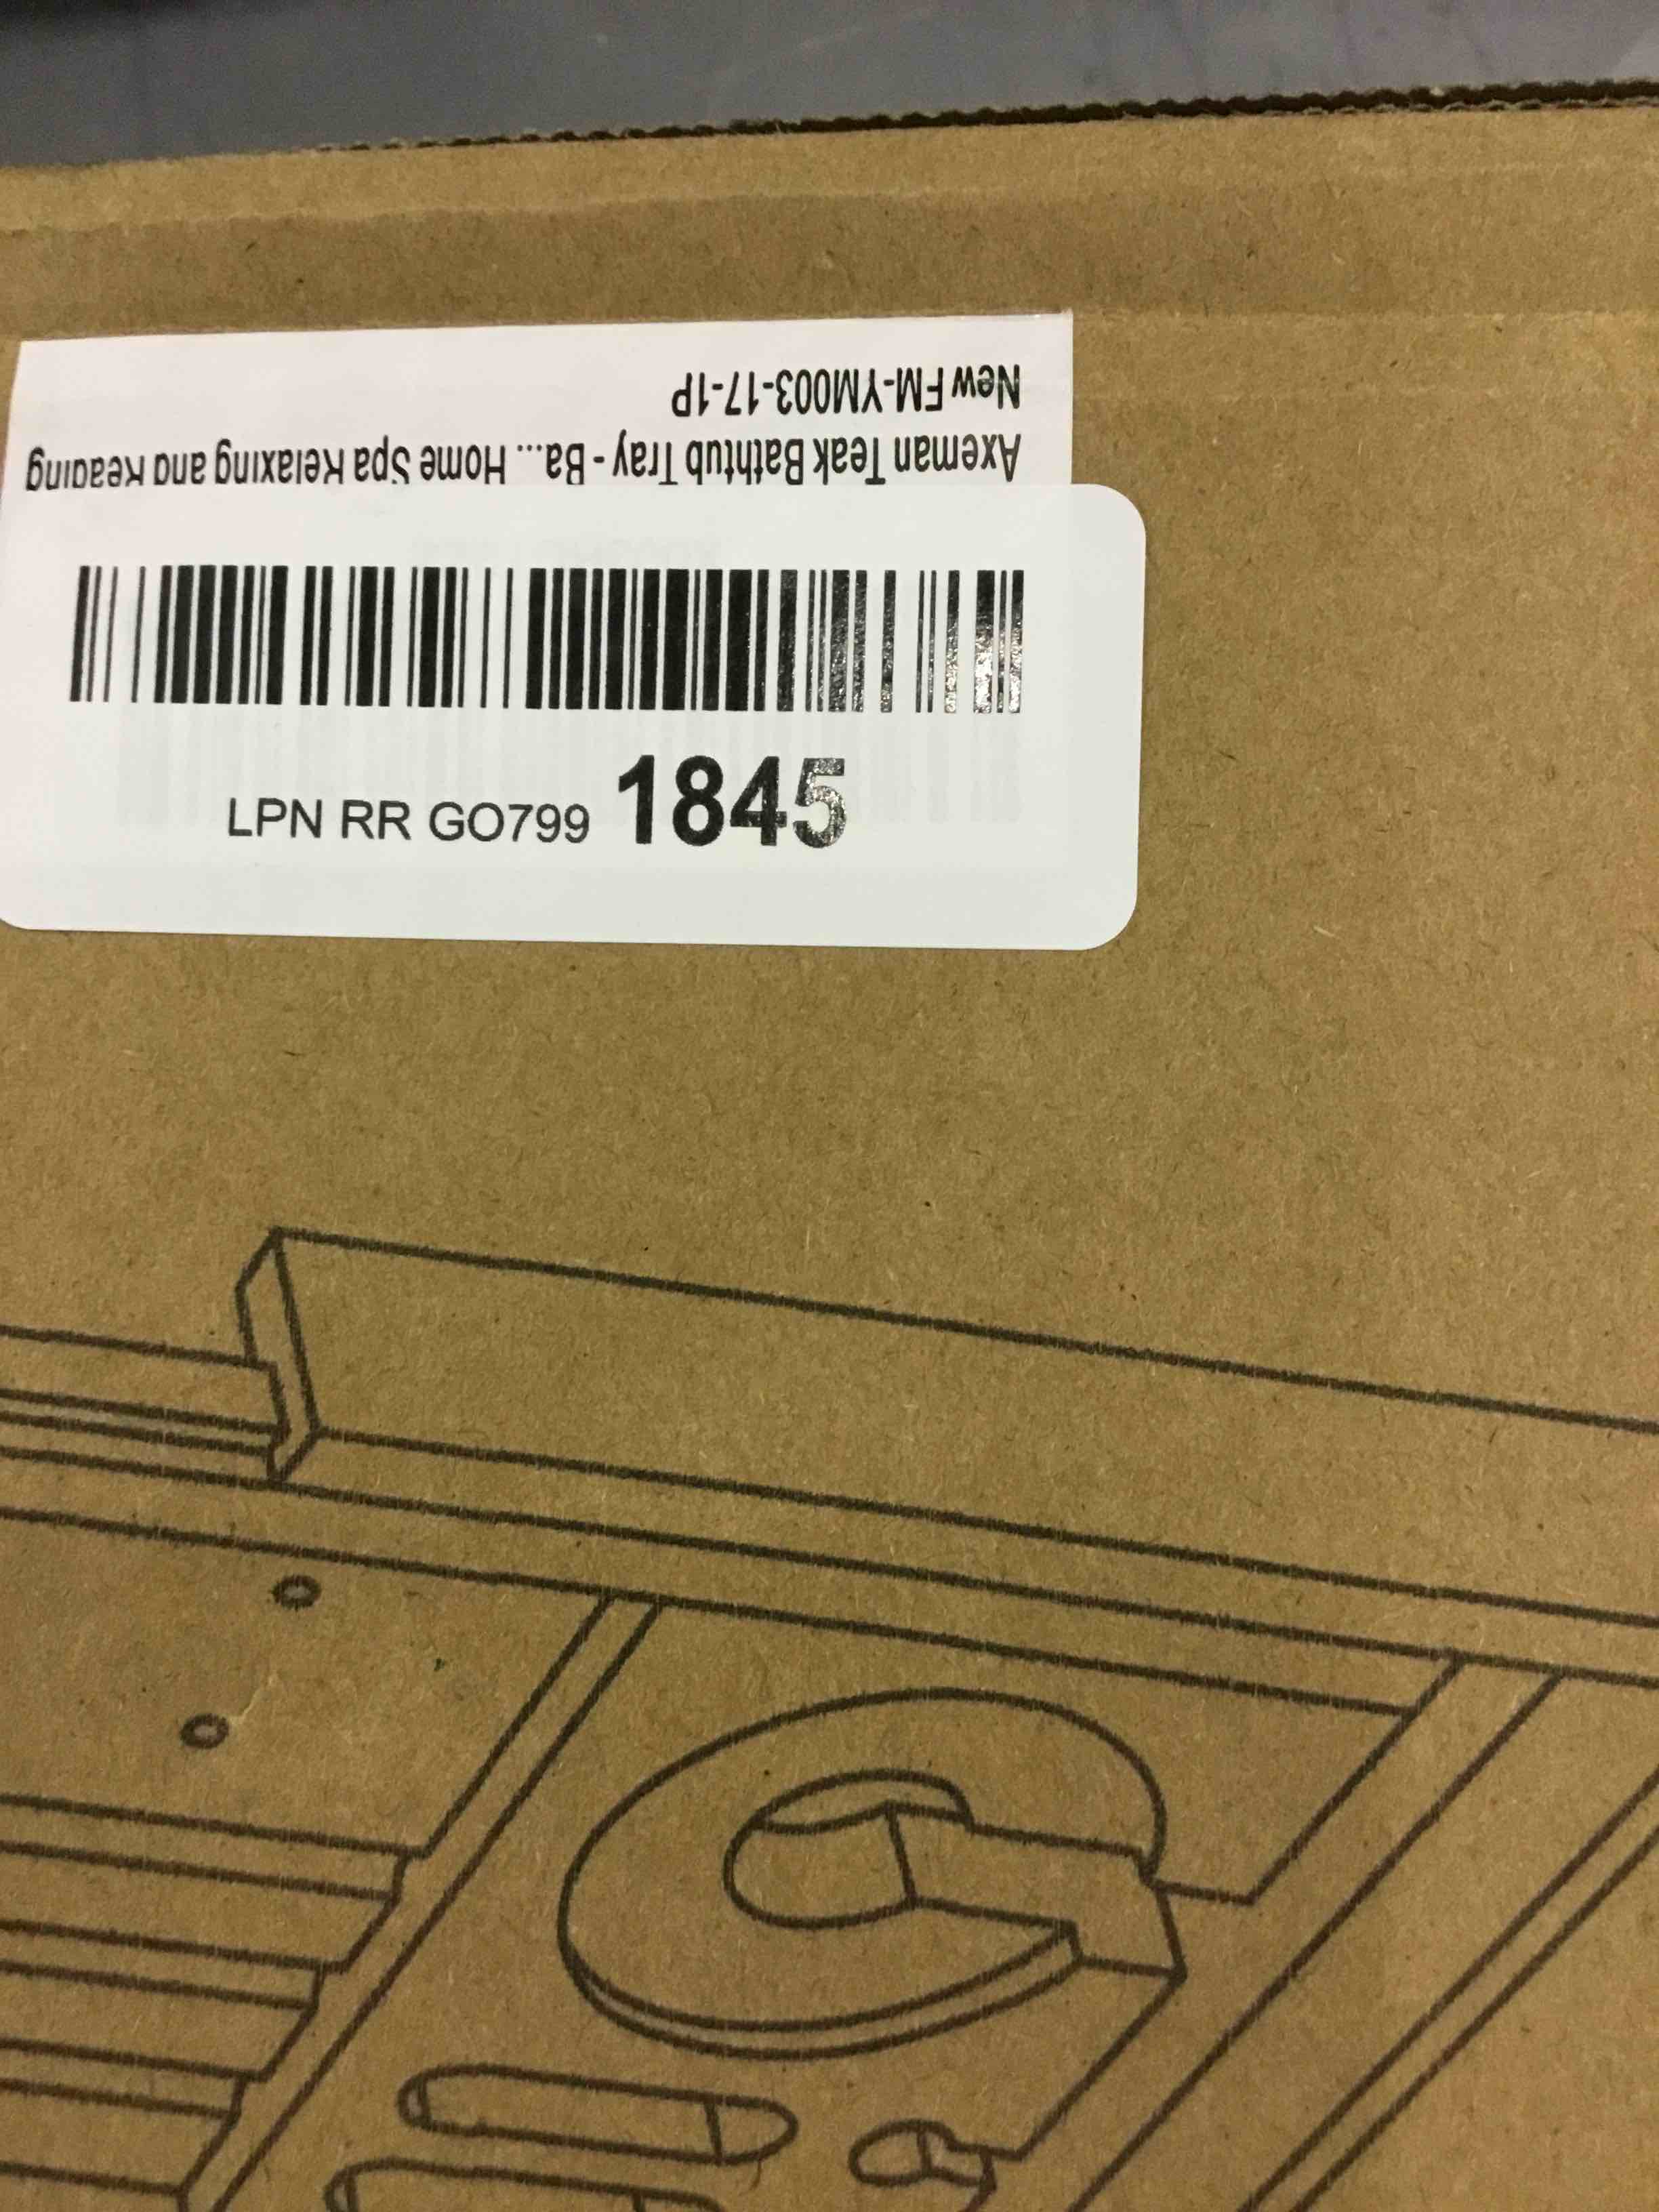 Axeman Teak Bathtub Tray - Ba... Home Spa Relaxing and Reading
New FM-YM003-17-1P
LPN RR GO799 1845